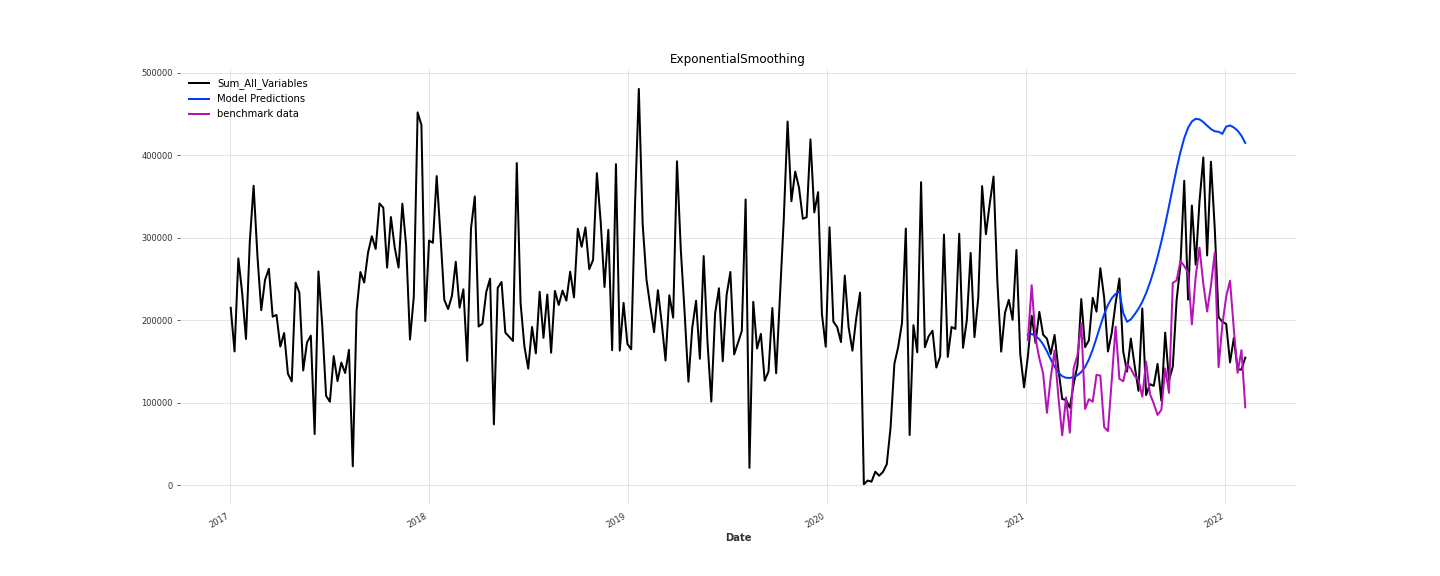 ExponentialSmoothing
Sum_All_Variables
Model Predictions
benchmark data
500000
400000
300000
200000
100000
0
2017 2018 2019 2020 2021 2022
Date